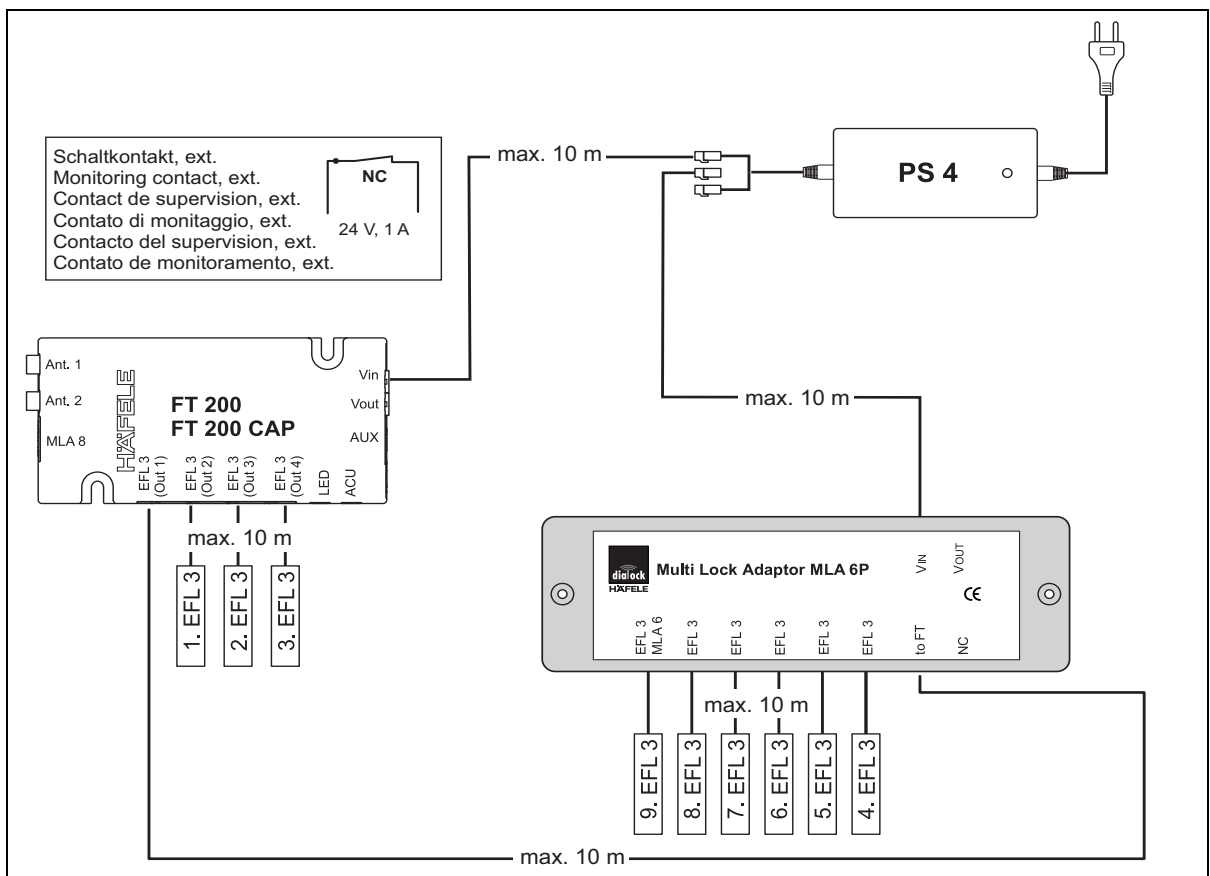 Schaltkontakt, ext.
Monitoring contact, ext.
Contact de supervision, ext.
Contato di monitaggio, ext.
Contacto del supervision, ext.
Contato de monitoramento, ext.
NC
24 V, 1 A
max. 10 m
PS 4
max. 10 m
Ant. 1
Ant. 2
MLA 8
HÄFELE
FT 200
FT 200 CAP
Vin
Vout
AUX
EFL 3
(Out 1)
EFL 3
(Out 2)
EFL 3
(Out 3)
EFL 3
(Out 4)
LED
ACU
max. 10 m
1. EFL 3
2. EFL 3
3. EFL 3
dialock
HÄFELE
Multi Lock Adaptor MLA 6P
VIN
VOUT
CE
EFL 3
MLA 6
EFL 3
EFL 3
EFL 3
EFL 3
EFL 3
to FT
NC
max. 10 m
9. EFL 3
8. EFL 3
7. EFL 3
6. EFL 3
5. EFL 3
4. EFL 3
max. 10 m